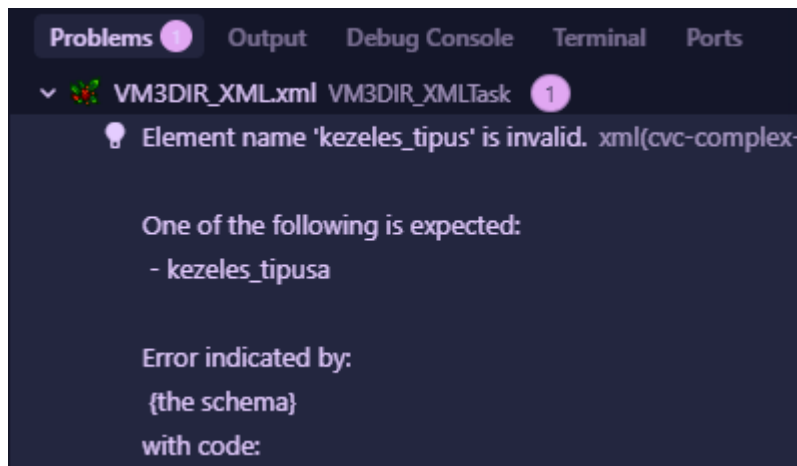 Problems 1 Output Debug Console Terminal Ports
VM3DIR_XML.xml VM3DIR_XMLTask 1
Element name 'kezeles_tipus' is invalid. xml(cvc-complex-
One of the following is expected:
- kezeles_tipusa
Error indicated by:
{the schema}
with code: